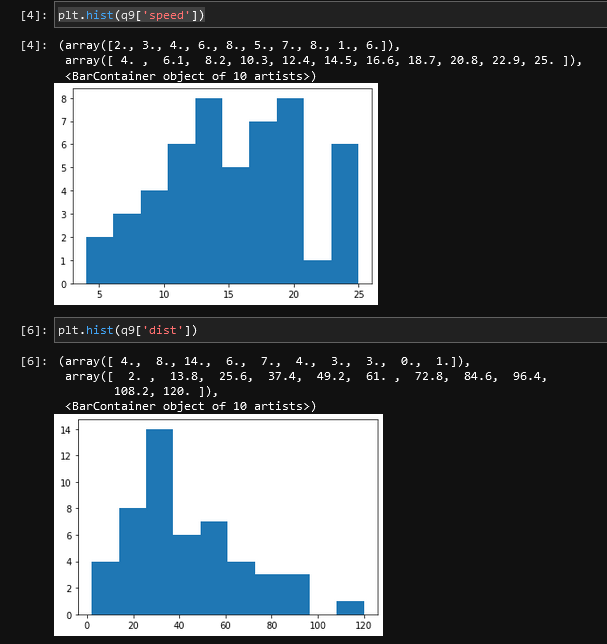 [4]: plt.hist(q9['speed'])
[4]: (array([2., 3., 4., 6., 8., 5., 7., 8., 1., 6.]),
array([ 4. ,  6.1,  8.2, 10.3, 12.4, 14.5, 16.6, 18.7, 20.8, 22.9, 25. ]),
<BarContainer object of 10 artists>)
8
7
6
5
4
3
2
1
0
5 10 15 20 25
[6]: plt.hist(q9['dist'])
[6]: (array([ 4.,  8., 14.,  6.,  7.,  4.,  3.,  3.,  0.,  1.]),
array([  2. ,  13.8,  25.6,  37.4,  49.2,  61. ,  72.8,  84.6,  96.4,
108.2, 120. ]),
<BarContainer object of 10 artists>)
14
12
10
8
6
4
2
0
0 20 40 60 80 100 120